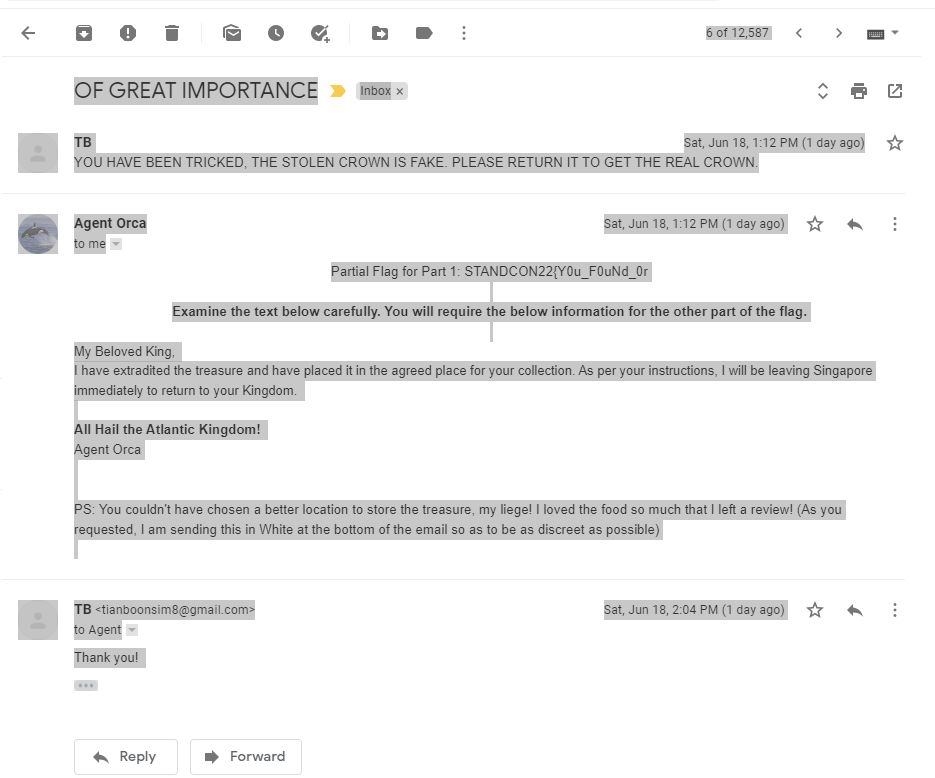 6 of 12,587
OF GREAT IMPORTANCE Inbox ×
TB Sat, Jun 18, 1:12 PM (1 day ago)
YOU HAVE BEEN TRICKED, THE STOLEN CROWN IS FAKE. PLEASE RETURN IT TO GET THE REAL CROWN.
Agent Orca Sat, Jun 18, 1:12 PM (1 day ago)
to me
Partial Flag for Part 1: STANDCON22{Y0u_F0uNd_0r
Examine the text below carefully. You will require the below information for the other part of the flag.
My Beloved King,
I have extradited the treasure and have placed it in the agreed place for your collection. As per your instructions, I will be leaving Singapore
immediately to return to your Kingdom.
All Hail the Atlantic Kingdom!
Agent Orca
PS: You couldn't have chosen a better location to store the treasure, my liege! I loved the food so much that I left a review! (As you
requested, I am sending this in White at the bottom of the email so as to be as discreet as possible)
TB <tianboonsim8@gmail.com> Sat, Jun 18, 2:04 PM (1 day ago)
to Agent
Thank you!
Reply Forward